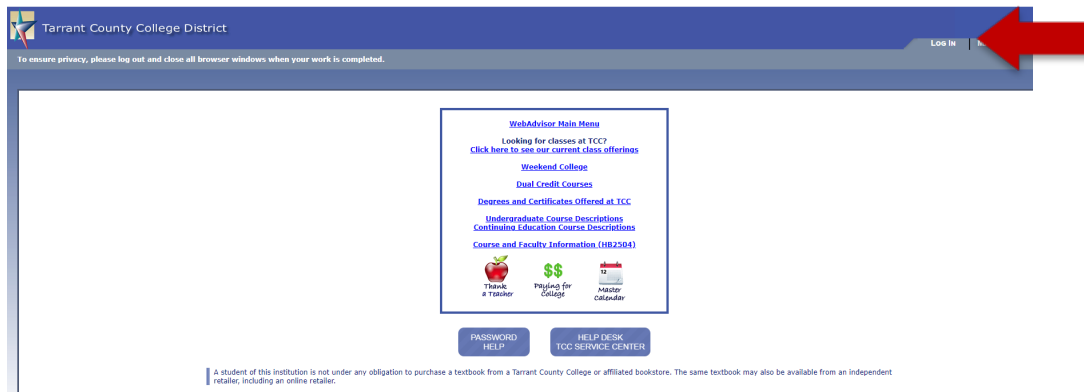 Tarrant County College District
LOG IN
To ensure privacy, please log out and close all browser windows when your work is completed.
WebAdvisor Main Menu
Looking for classes at TCC?
Click here to see our current class offerings
Weekend College
Dual Credit Courses
Degrees and Certificates Offered at TCC
Undergraduate Course Descriptions
Continuing Education Course Descriptions
Course and Faculty Information (HB2504)
$$
12
Thank
a Teacher
Paying for
College
Master
Calendar
PASSWORD
HELP
HELP DESK
TCC SERVICE CENTER
A student of this institution is not under any obligation to purchase a textbook from a Tarrant County College or affiliated bookstore. The same textbook may also be available from an independent
retailer, including an online retailer.